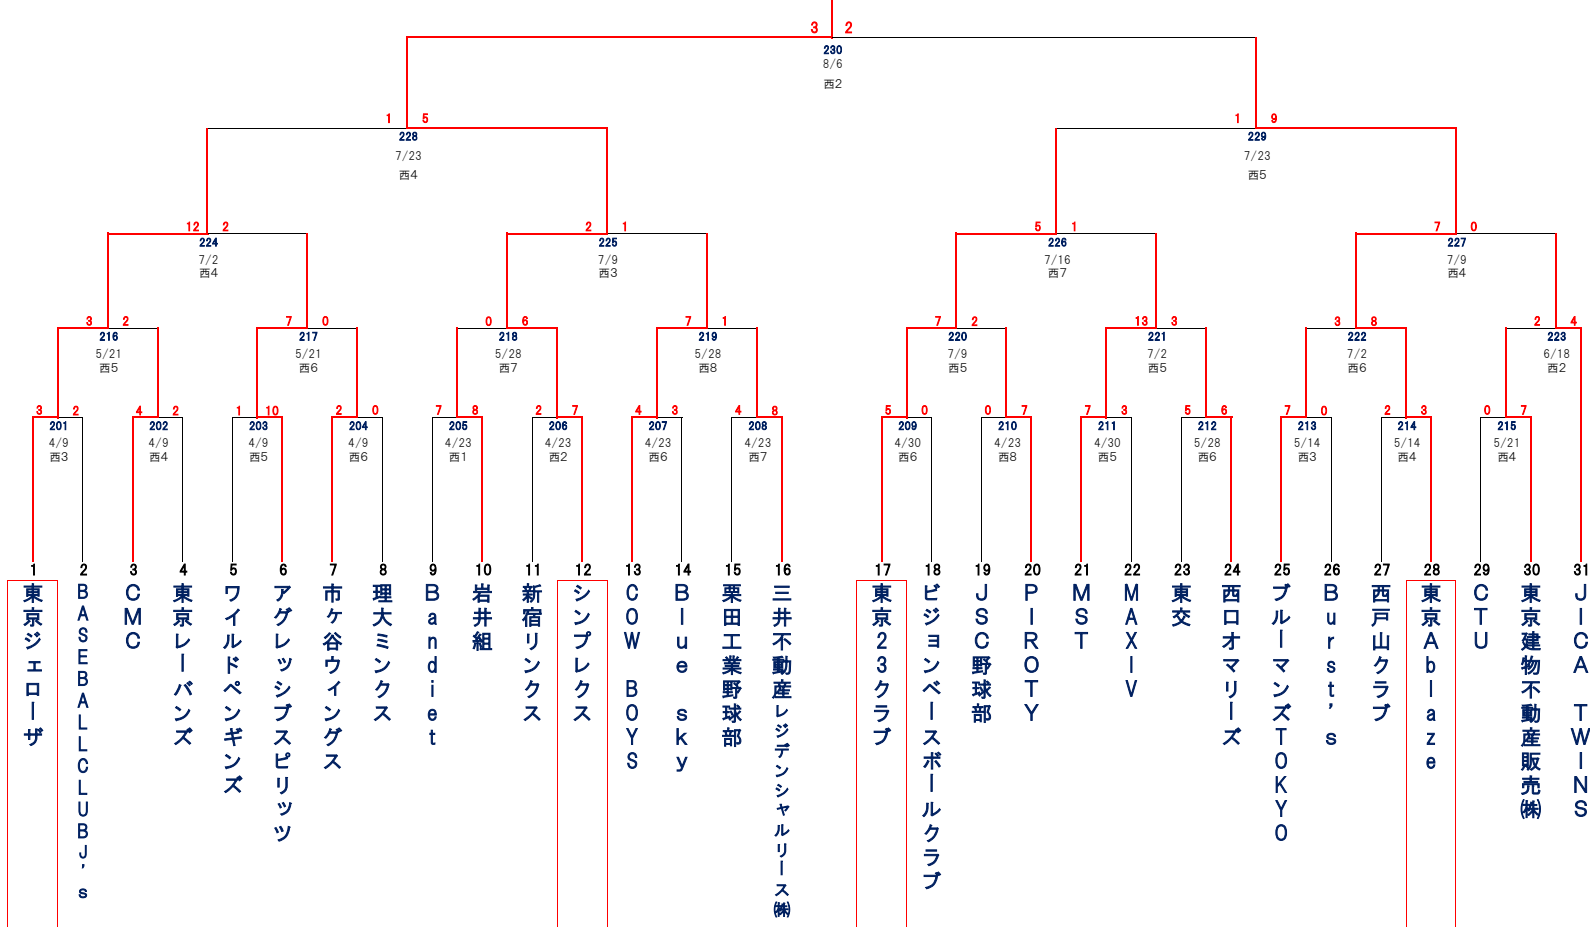 3 2
230
8/6
西2
1 5 1 9
228 229
7/23 7/23
西4 西5
12 2 2 1 5 1 7 0
224 225 226 227
7/2 7/9 7/16 7/9
西4 西3 西7 西4
3 2 7 0 0 6 7 1 7 2 13 3 3 8 2 4
216 217 218 219 220 221 222 223
5/21 5/21 5/28 5/28 7/9 7/2 7/2 6/18
西5 西6 西7 西8 西5 西5 西6 西2
3 2 4 2 1 10 2 0 7 8 2 7 4 3 4 8 5 0 0 7 7 3 5 6 7 0 2 3 0 7
201 202 203 204 205 206 207 208 209 210 211 212 213 214 215
4/9 4/9 4/9 4/9 4/23 4/23 4/23 4/23 4/30 4/23 4/30 5/28 5/14 5/14 5/21
西3 西4 西5 西6 西1 西2 西6 西7 西6 西8 西5 西6 西3 西4 西4
1 2 3 4 5 6 7 8 9 10 11 12 13 14 15 16 17 18 19 20 21 22 23 24 25 26 27 28 29 30 31
東京ジェローザ
BASEBALLCLUBJ's
CMC
東京レーバンズ
ワイルドペンギンズ
アグレッシブスピリッツ
市ケ谷ウィングス
理大ミンクス
Bandiet
岩井組
新宿リンクス
シンプレクス
COW BOYS
Blue sky
栗田工業野球部
三井不動産レジデンシャルリース㈱
東京23クラブ
ビジョンベースボールクラブ
JSC野球部
PIROTY
MST
MAXIV
東交
西口オマリーズ
ブルーマンズTOKYO
Burst's
西戸山クラブ
東京Ablaze
CTU
東京建物不動産販売㈱
JICA TWINS